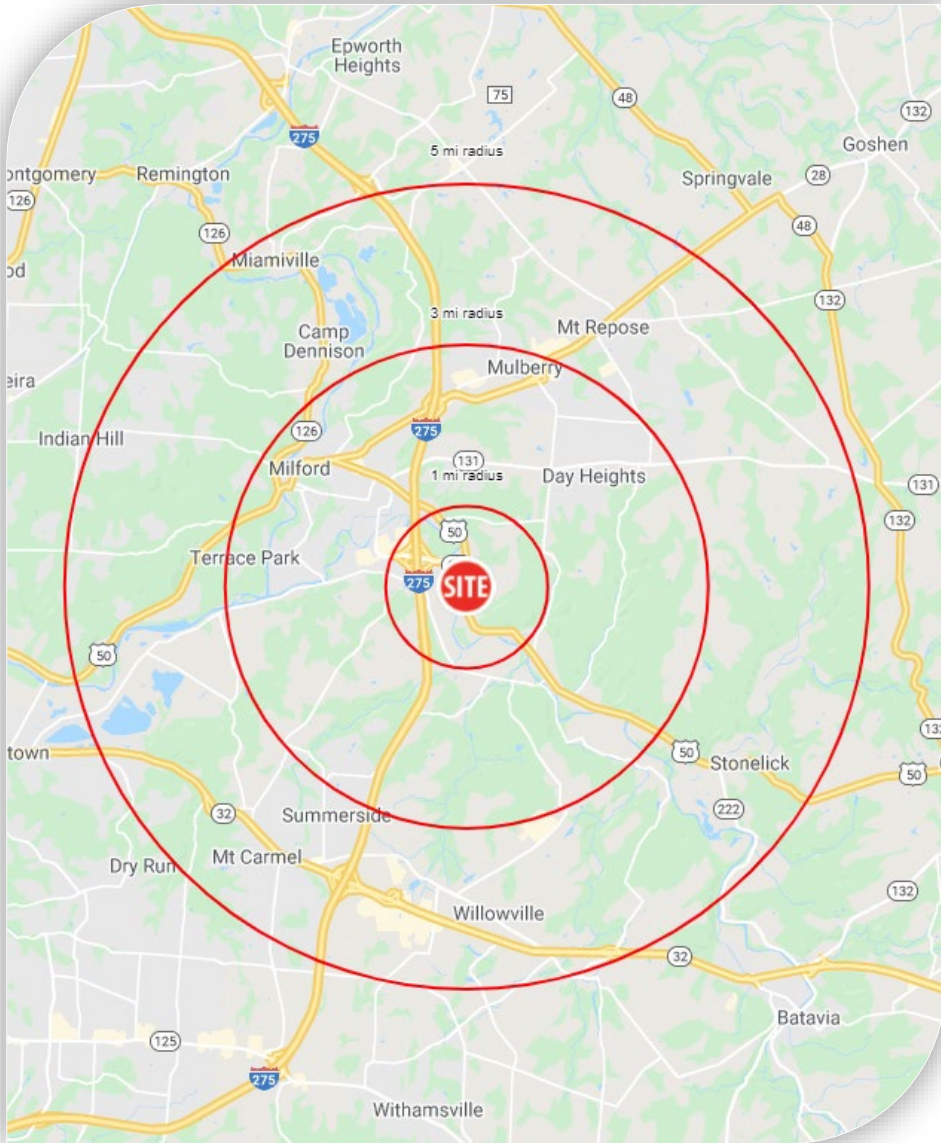 Epworth
Heights
75
48
132
275
Goshen
ontgomery
Remington
5 mi radius
Springvale
28
126
126
48
od
Miamiville
132
3 mi radius
Camp
Dennison
Mt Repose
Mulberry
eira
275
126
Indian Hill
Milford
131
1 mi radius
Day Heights
131
132
50
Terrace Park
275
SITE
50
132
town
50
Stonelick
50
222
32
Summerside
Mt Carmel
Dry Run
132
Willowville
32
Batavia
125
275
Withamsville